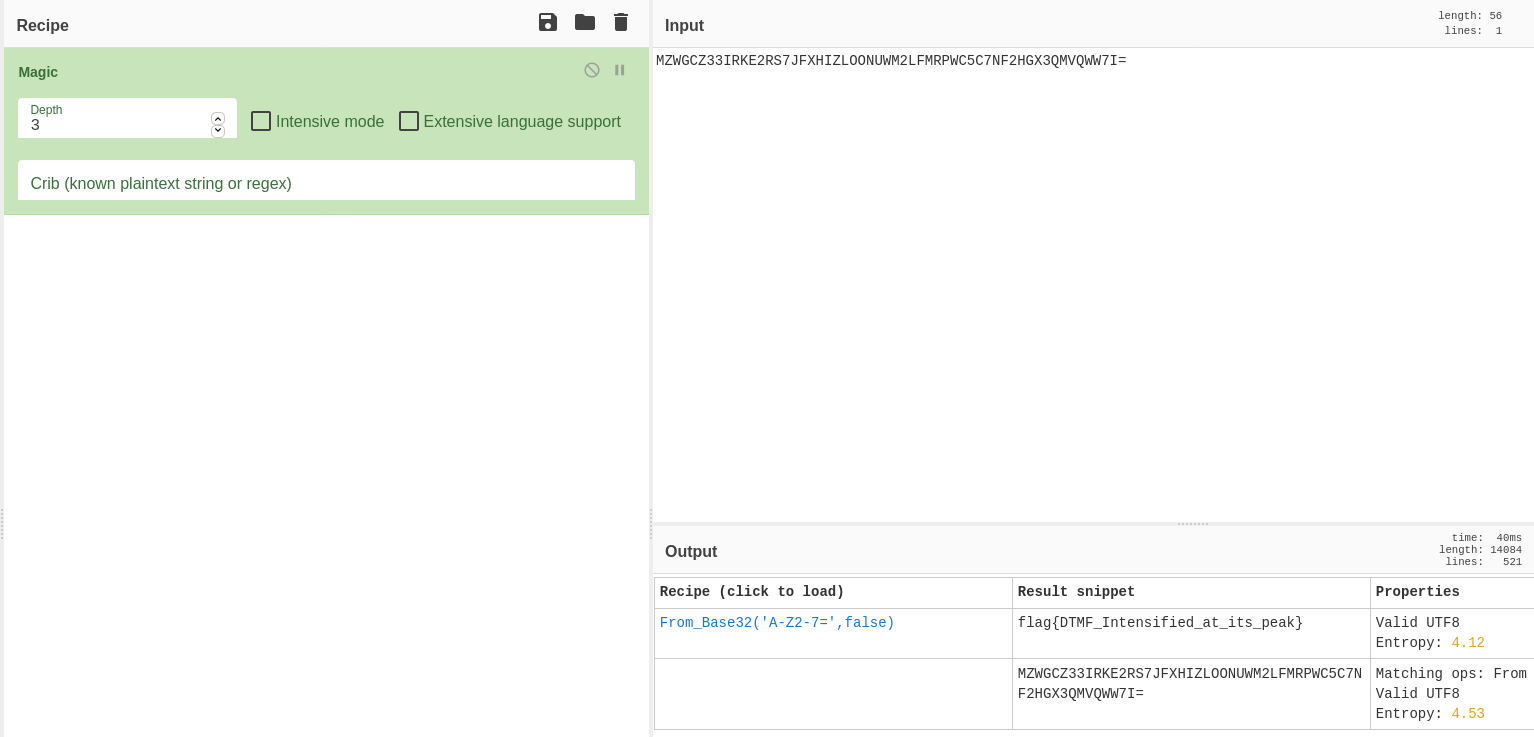 Recipe
Magic
Depth
3
Intensive mode
Extensive language support
Crib (known plaintext string or regex)
Input
length: 56
lines: 1
MZWGCZ33IRKE2RS7JFXHIZLOONUWM2LFMRPWC5C7NF2HGX3QMVQWW7I=
Output
time: 40ms
length: 14084
lines: 521
Recipe (click to load) Result snippet Properties
From_Base32('A-Z2-7=',false) flag{DTMF_Intensified_at_its_peak} Valid UTF8
Entropy: 4.12
MZWGCZ33IRKE2RS7JFXHIZLOONUWM2LFMRPWC5C7N Matching ops: From
F2HGX3QMVQWW7I= Valid UTF8
Entropy: 4.53